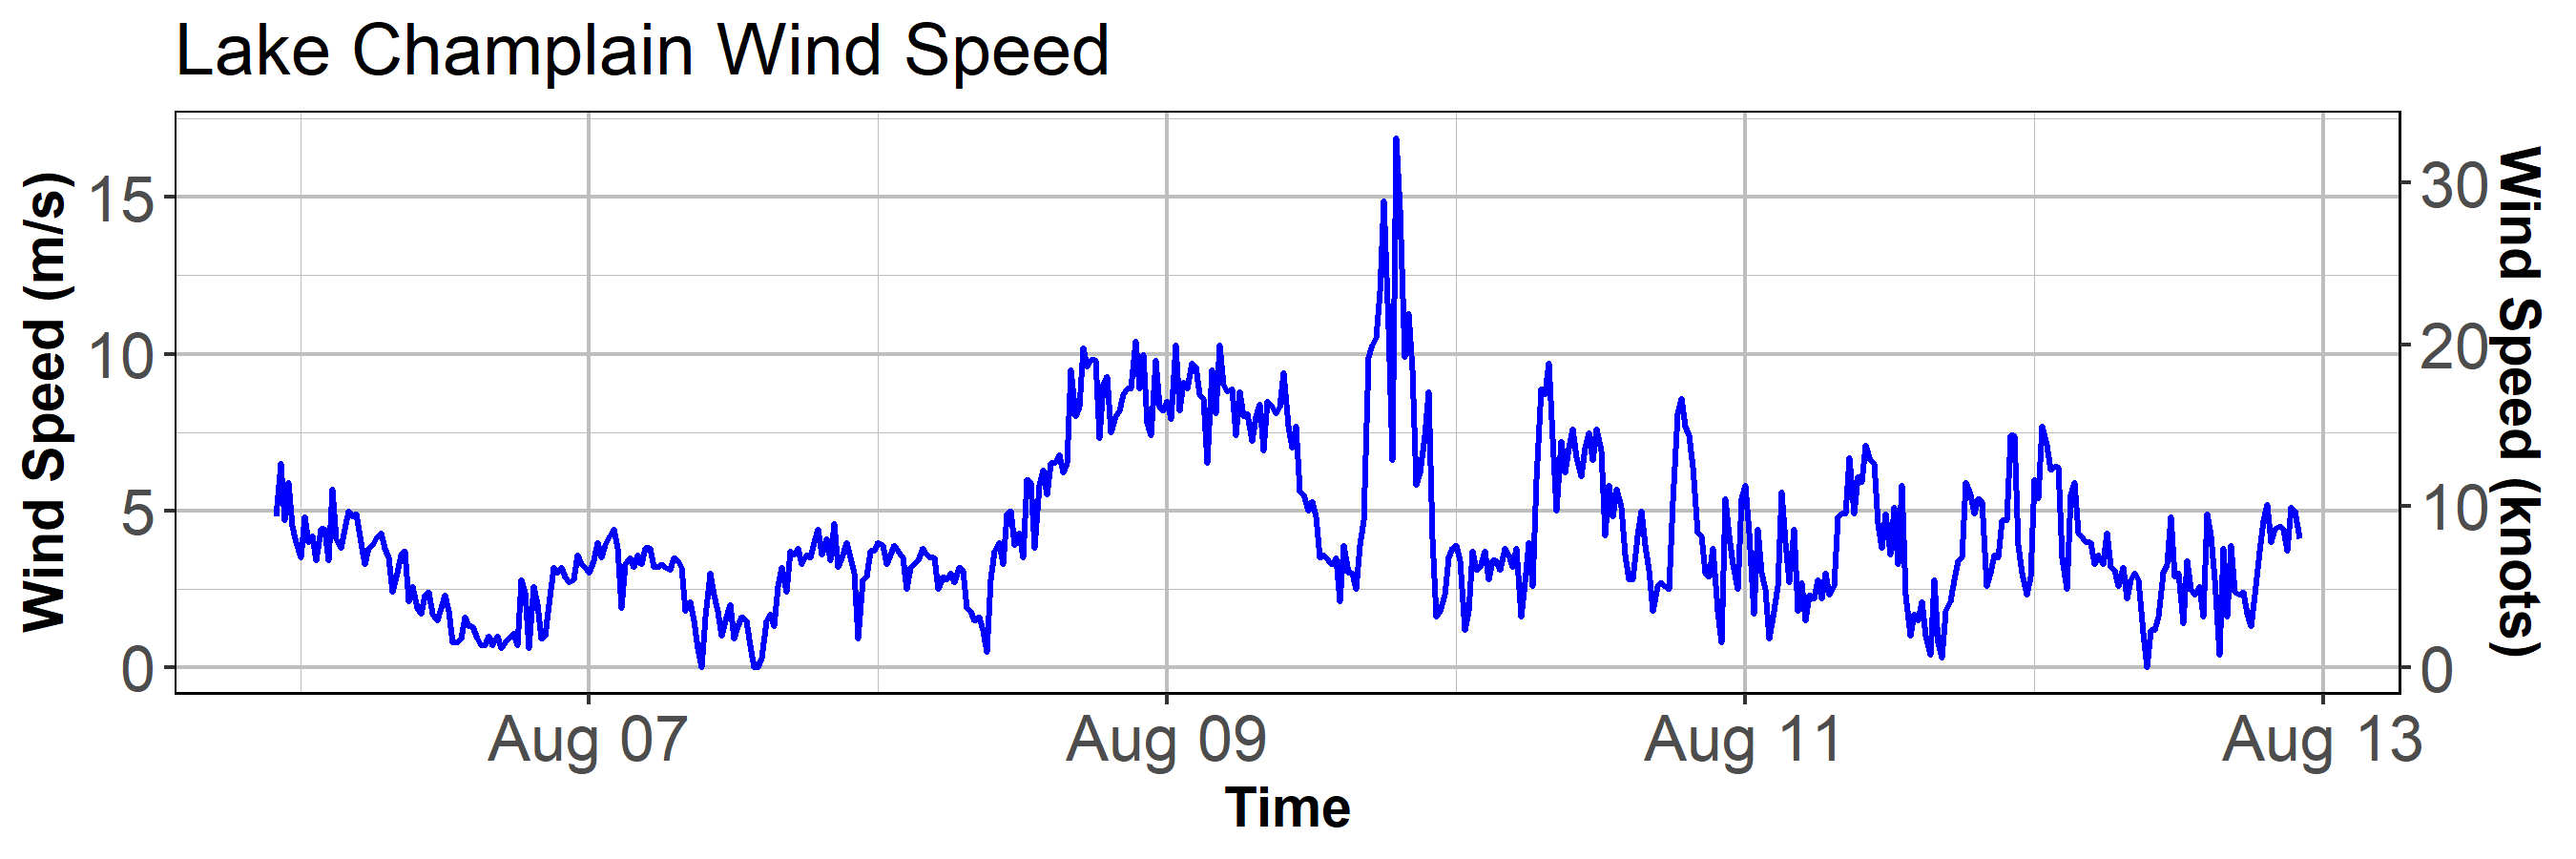 Lake Champlain Wind Speed
Wind Speed (m/s)
15
10
5
0
30
20
10
0
Wind Speed (knots)
Aug 07
Aug 09
Aug 11
Aug 13
Time